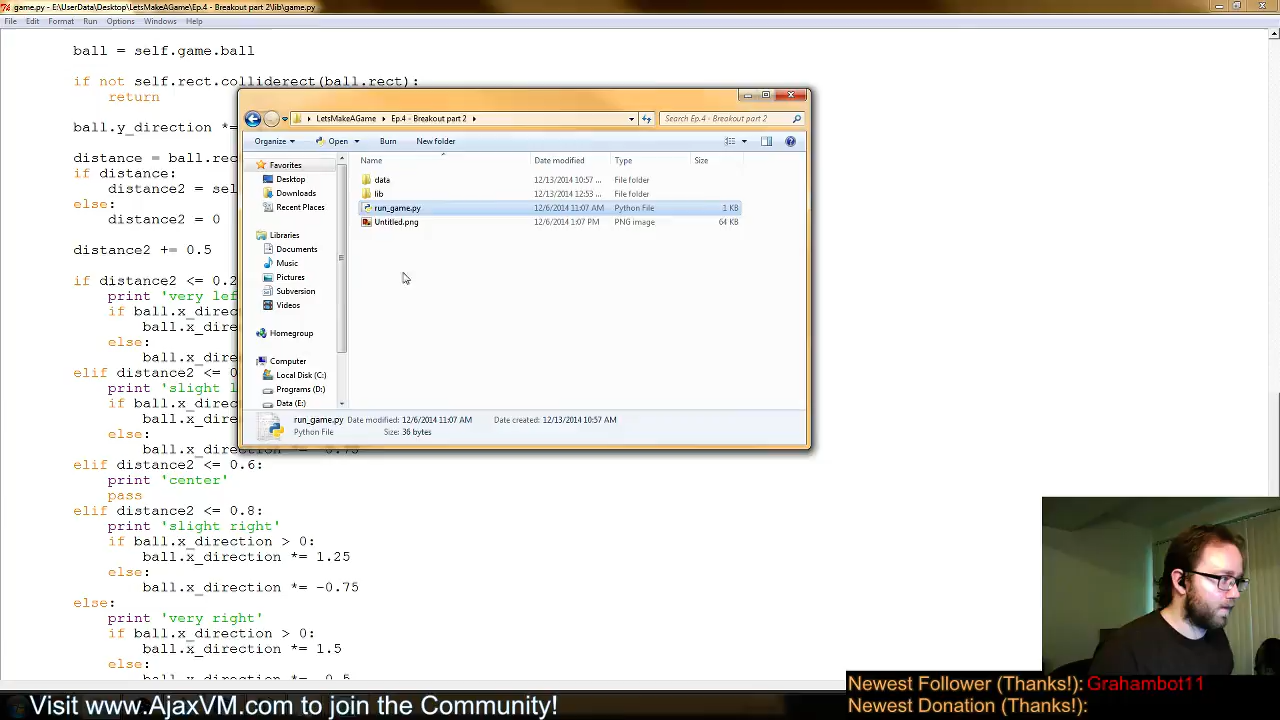 game.py - E:\UserData\Desktop\LetsMakeAGame\Ep.4 - Breakout part 2\lib\game.py
File Edit Format Run Options Windows Help
ball = self.game.ball
if not self.rect.colliderect(ball.rect):
return
ball.y_direction *=
distance = ball.rec
if distance:
distance2 = sel
else:
distance2 = 0
distance2 += 0.5
if distance2 <= 0.2
print 'very lef
if ball.x_direc
ball.x_dire
else:
ball.x_dire
elif distance2 <= 0
print 'slight l
if ball.x_direc
ball.x_dire
else:
ball.x_direction *= -0.75
elif distance2 <= 0.6:
print 'center'
pass
elif distance2 <= 0.8:
print 'slight right'
if ball.x_direction > 0:
ball.x_direction *= 1.25
else:
ball.x_direction *= -0.75
else:
print 'very right'
if ball.x_direction > 0:
ball.x_direction *= 1.5
else:
LetsMakeAGame Ep.4 - Breakout part 2 Search Ep.4 - Breakout part 2
Organize Open Burn New folder
Name Date modified Type Size
data 12/13/2014 10:57 ... File folder
lib 12/13/2014 12:53 ... File folder
run_game.py 12/6/2014 11:07 AM Python File 1 KB
Untitled.png 12/6/2014 1:07 PM PNG image 64 KB
Favorites
Desktop
Downloads
Recent Places
Libraries
Documents
Music
Pictures
Subversion
Videos
Homegroup
Computer
Local Disk (C:)
Programs (D:)
Data (E:)
run_game.py Date modified: 12/6/2014 11:07 AM Date created: 12/13/2014 10:57 AM
Python File Size: 36 bytes
Visit www.AjaxVM.com to join the Community!
Newest Follower (Thanks!): Grahambot11
Newest Donation (Thanks!):